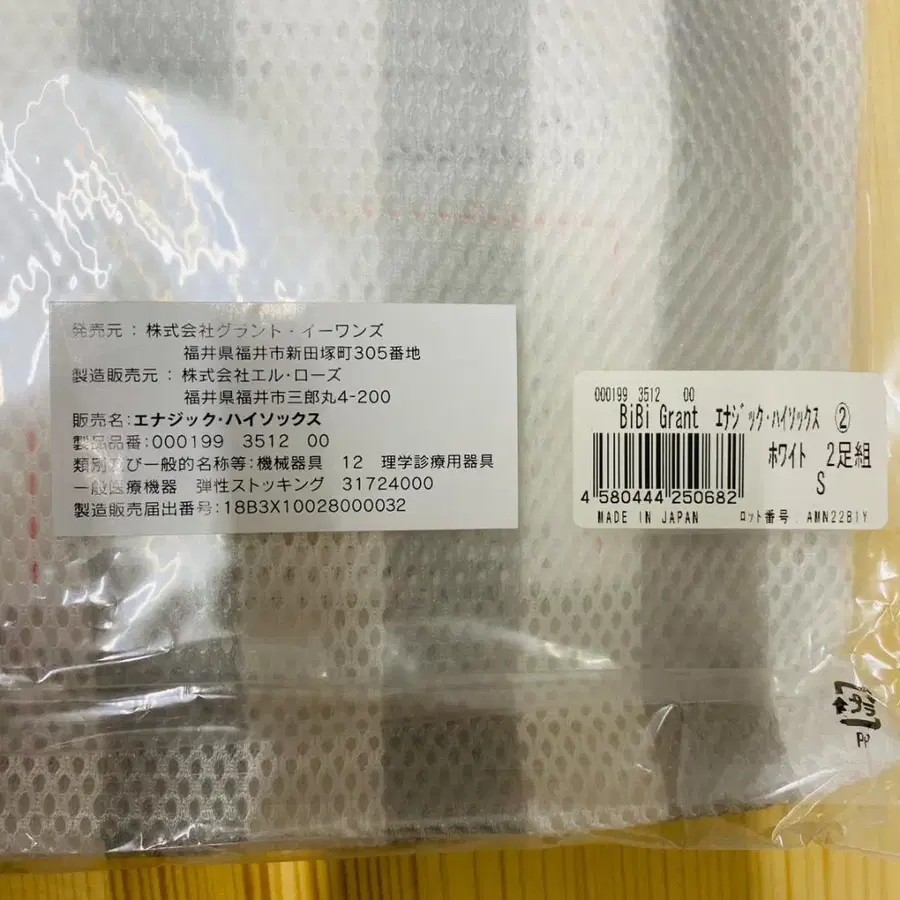 発売元：株式会社グラント・イーワンズ
福井県福井市新田塚町305番地
製造販売元：株式会社エル・ローズ
福井県福井市三郎丸4-200
販売名：エナジック・ハイソックス
製品品番：000199 3512 00
類別及び一般的名称等：機械器具 12 理学診療用器具
一般医療機器 弾性ストッキング 31724000
製造販売届出番号：18B3X10028000032
000199 3512 00
BiBi Grant ｴﾅｼﾞｯｸ・ﾊｲｿｯｸｽ ②
ﾎﾜｲﾄ 2足組
S
4 580444 250682
MADE IN JAPAN ﾛｯﾄ番号: AMN22B1Y
プラ
PP